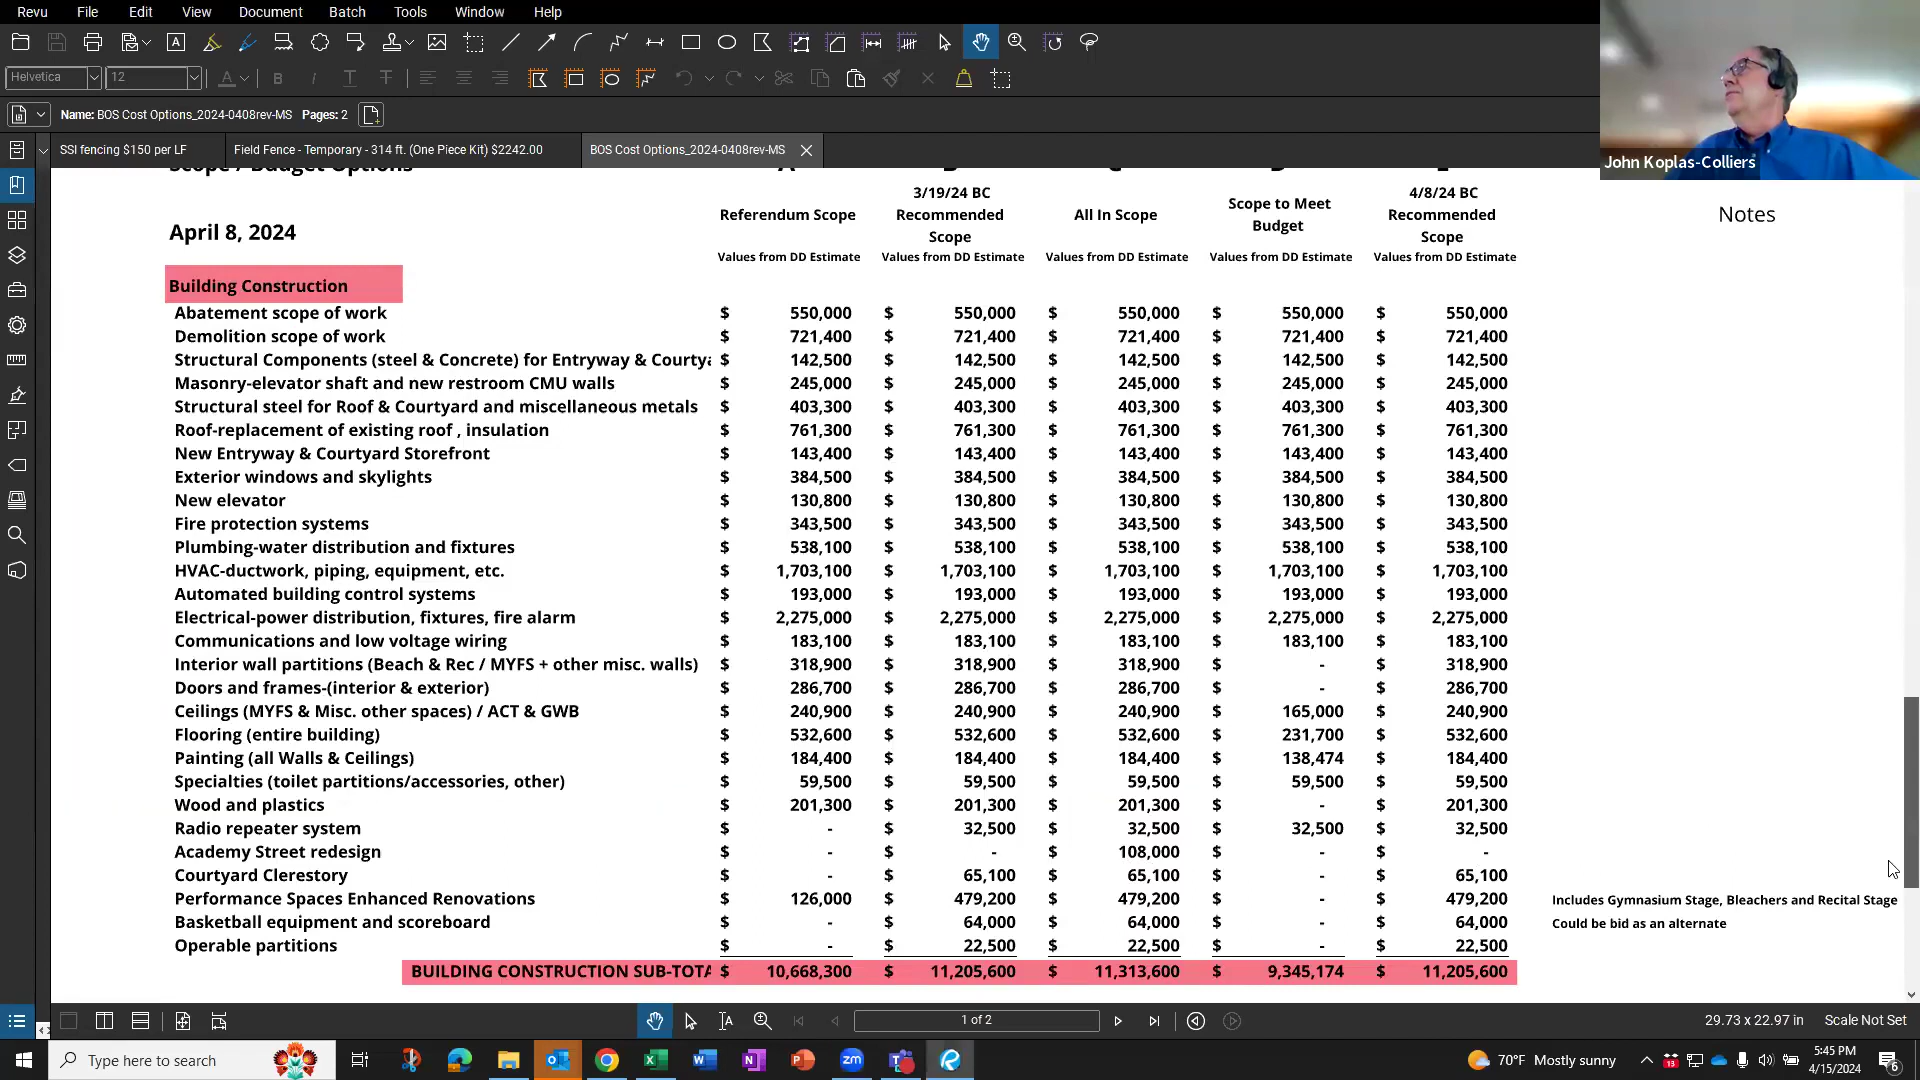 Revu File Edit View Document Batch Tools Window Help
Helvetica 12
Name: BOS Cost Options_2024-0408rev-MS Pages: 2
SSI fencing $150 per LF Field Fence - Temporary - 314 ft. (One Piece Kit) $2242.00 BOS Cost Options_2024-0408rev-MS
John Koplas-Colliers
Scope / Budget Options
April 8, 2024
Referendum Scope 3/19/24 BC Recommended Scope All In Scope Scope to Meet Budget 4/8/24 BC Recommended Scope Notes
Values from DD Estimate Values from DD Estimate Values from DD Estimate Values from DD Estimate Values from DD Estimate
Building Construction
Abatement scope of work $ 550,000 $ 550,000 $ 550,000 $ 550,000 $ 550,000
Demolition scope of work $ 721,400 $ 721,400 $ 721,400 $ 721,400 $ 721,400
Structural Components (steel & Concrete) for Entryway & Courtya $ 142,500 $ 142,500 $ 142,500 $ 142,500 $ 142,500
Masonry-elevator shaft and new restroom CMU walls $ 245,000 $ 245,000 $ 245,000 $ 245,000 $ 245,000
Structural steel for Roof & Courtyard and miscellaneous metals $ 403,300 $ 403,300 $ 403,300 $ 403,300 $ 403,300
Roof-replacement of existing roof , insulation $ 761,300 $ 761,300 $ 761,300 $ 761,300 $ 761,300
New Entryway & Courtyard Storefront $ 143,400 $ 143,400 $ 143,400 $ 143,400 $ 143,400
Exterior windows and skylights $ 384,500 $ 384,500 $ 384,500 $ 384,500 $ 384,500
New elevator $ 130,800 $ 130,800 $ 130,800 $ 130,800 $ 130,800
Fire protection systems $ 343,500 $ 343,500 $ 343,500 $ 343,500 $ 343,500
Plumbing-water distribution and fixtures $ 538,100 $ 538,100 $ 538,100 $ 538,100 $ 538,100
HVAC-ductwork, piping, equipment, etc. $ 1,703,100 $ 1,703,100 $ 1,703,100 $ 1,703,100 $ 1,703,100
Automated building control systems $ 193,000 $ 193,000 $ 193,000 $ 193,000 $ 193,000
Electrical-power distribution, fixtures, fire alarm $ 2,275,000 $ 2,275,000 $ 2,275,000 $ 2,275,000 $ 2,275,000
Communications and low voltage wiring $ 183,100 $ 183,100 $ 183,100 $ 183,100 $ 183,100
Interior wall partitions (Beach & Rec / MYFS + other misc. walls) $ 318,900 $ 318,900 $ 318,900 $ - $ 318,900
Doors and frames-(interior & exterior) $ 286,700 $ 286,700 $ 286,700 $ - $ 286,700
Ceilings (MYFS & Misc. other spaces) / ACT & GWB $ 240,900 $ 240,900 $ 240,900 $ 165,000 $ 240,900
Flooring (entire building) $ 532,600 $ 532,600 $ 532,600 $ 231,700 $ 532,600
Painting (all Walls & Ceilings) $ 184,400 $ 184,400 $ 184,400 $ 138,474 $ 184,400
Specialties (toilet partitions/accessories, other) $ 59,500 $ 59,500 $ 59,500 $ 59,500 $ 59,500
Wood and plastics $ 201,300 $ 201,300 $ 201,300 $ - $ 201,300
Radio repeater system $ - $ 32,500 $ 32,500 $ 32,500 $ 32,500
Academy Street redesign $ - $ - $ 108,000 $ - $ -
Courtyard Clerestory $ - $ 65,100 $ 65,100 $ - $ 65,100
Performance Spaces Enhanced Renovations $ 126,000 $ 479,200 $ 479,200 $ - $ 479,200 Includes Gymnasium Stage, Bleachers and Recital Stage
Basketball equipment and scoreboard $ - $ 64,000 $ 64,000 $ - $ 64,000 Could be bid as an alternate
Operable partitions $ - $ 22,500 $ 22,500 $ - $ 22,500
BUILDING CONSTRUCTION SUB-TOTA $ 10,668,300 $ 11,205,600 $ 11,313,600 $ 9,345,174 $ 11,205,600
1 of 2 29.73 x 22.97 in Scale Not Set
Type here to search 70°F Mostly sunny 5:45 PM
4/15/2024